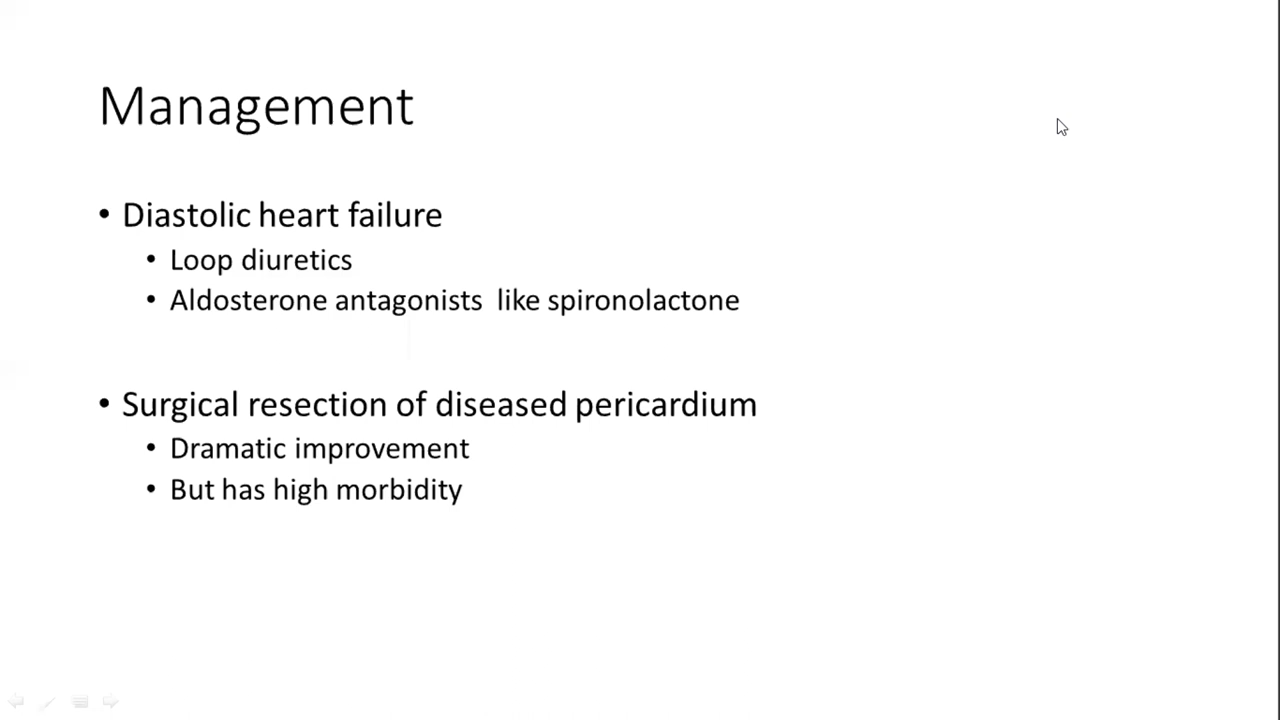 Management
• Diastolic heart failure
• Loop diuretics
• Aldosterone antagonists  like spironolactone
• Surgical resection of diseased pericardium
• Dramatic improvement
• But has high morbidity